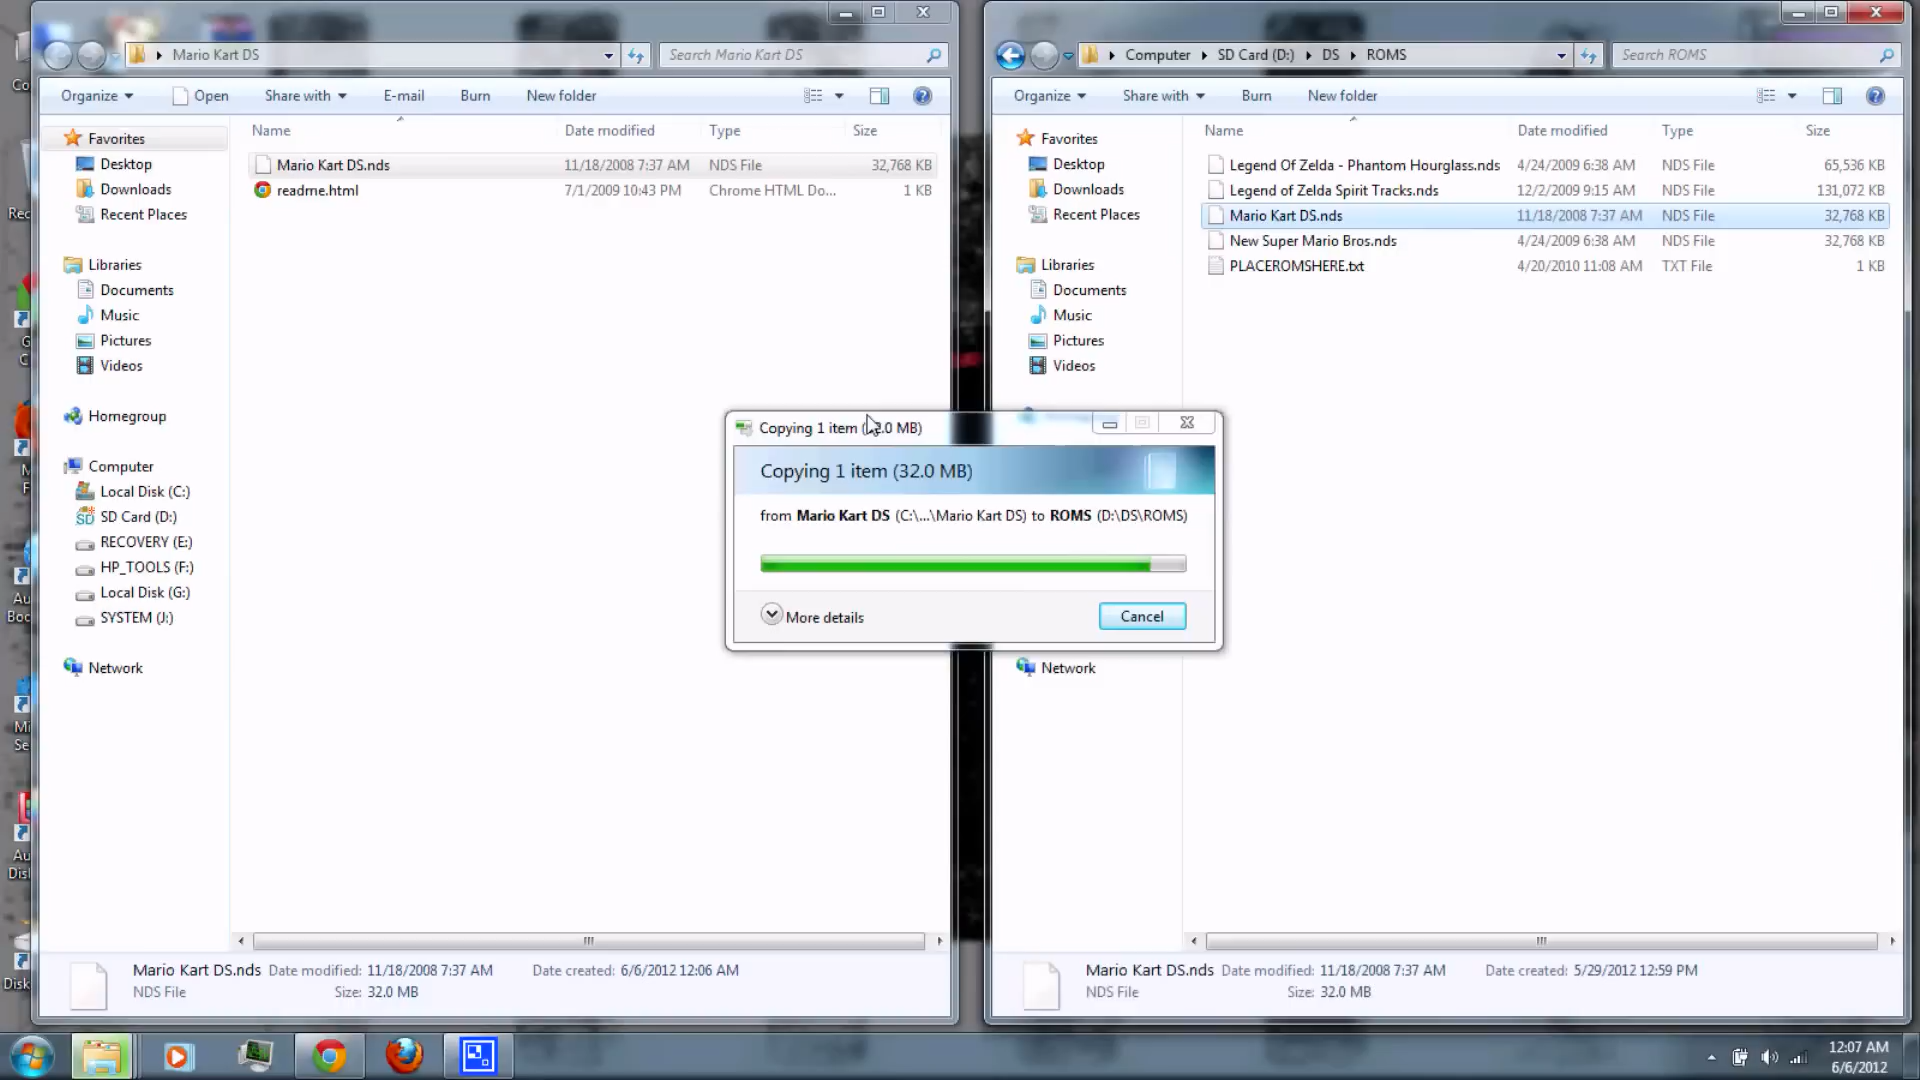 Mario Kart DS
Search Mario Kart DS
Organize Open Share with E-mail Burn New folder
Name Date modified Type Size
Mario Kart DS.nds 11/18/2008 7:37 AM NDS File 32,768 KB
readme.html 7/1/2009 10:43 PM Chrome HTML Do... 1 KB
Favorites
Desktop
Downloads
Recent Places
Libraries
Documents
Music
Pictures
Videos
Homegroup
Computer
Local Disk (C:)
SD Card (D:)
RECOVERY (E:)
HP_TOOLS (F:)
Local Disk (G:)
SYSTEM (J:)
Network
Mario Kart DS.nds Date modified: 11/18/2008 7:37 AM Date created: 6/6/2012 12:06 AM
NDS File Size: 32.0 MB
Computer SD Card (D:) DS ROMS
Search ROMS
Organize Share with Burn New folder
Name Date modified Type Size
Legend Of Zelda - Phantom Hourglass.nds 4/24/2009 6:38 AM NDS File 65,536 KB
Legend of Zelda Spirit Tracks.nds 12/2/2009 9:15 AM NDS File 131,072 KB
Mario Kart DS.nds 11/18/2008 7:37 AM NDS File 32,768 KB
New Super Mario Bros.nds 4/24/2009 6:38 AM NDS File 32,768 KB
PLACEROMSHERE.txt 4/20/2010 11:08 AM TXT File 1 KB
Favorites
Desktop
Downloads
Recent Places
Libraries
Documents
Music
Pictures
Videos
Network
Mario Kart DS.nds Date modified: 11/18/2008 7:37 AM Date created: 5/29/2012 12:59 PM
NDS File Size: 32.0 MB
Copying 1 item .0 MB)
Copying 1 item (32.0 MB)
from Mario Kart DS (C:\...\Mario Kart DS) to ROMS (D:\DS\ROMS)
More details Cancel
12:07 AM
6/6/2012